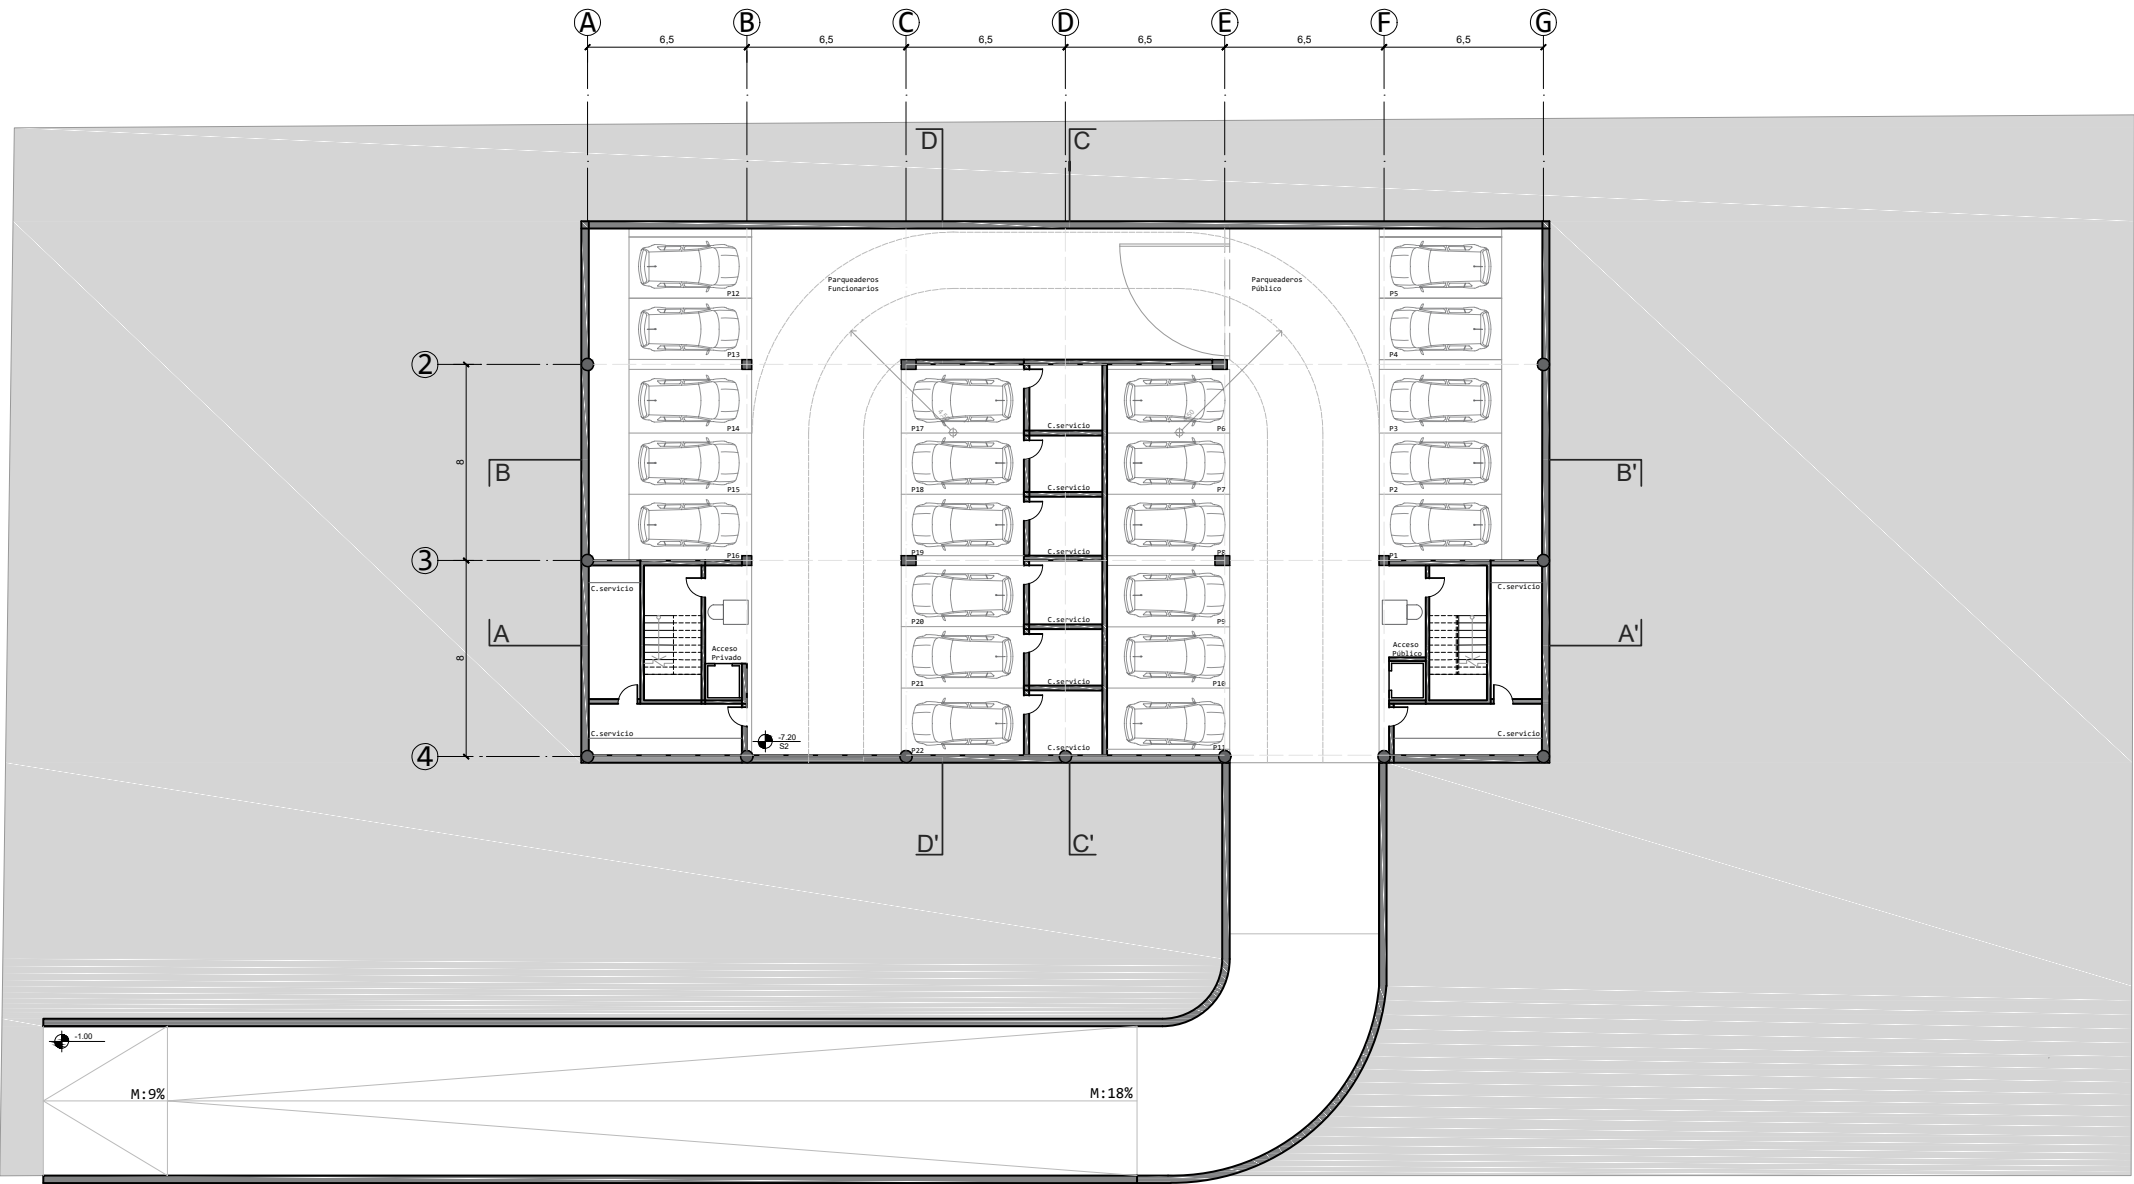 A B C D E F G
6,5 6,5 6,5 6,5 6,5 6,5
D C
Parqueaderos
Funcionarios
Parqueaderos
Público
P12 P5
P13 P4
2
P14 P17 C.servicio P6 P3
8
B B'
P15 P18 C.servicio P7 P2
P16 P19 C.servicio P8 P1
3
C.servicio C.servicio
P20 C.servicio P9
A A'
8
Acceso
Privado
Acceso
Público
P21 C.servicio P10
C.servicio C.servicio
-7.20
S2
P22 C.servicio P11
4
D' C'
-1.00
M:9% M:18%